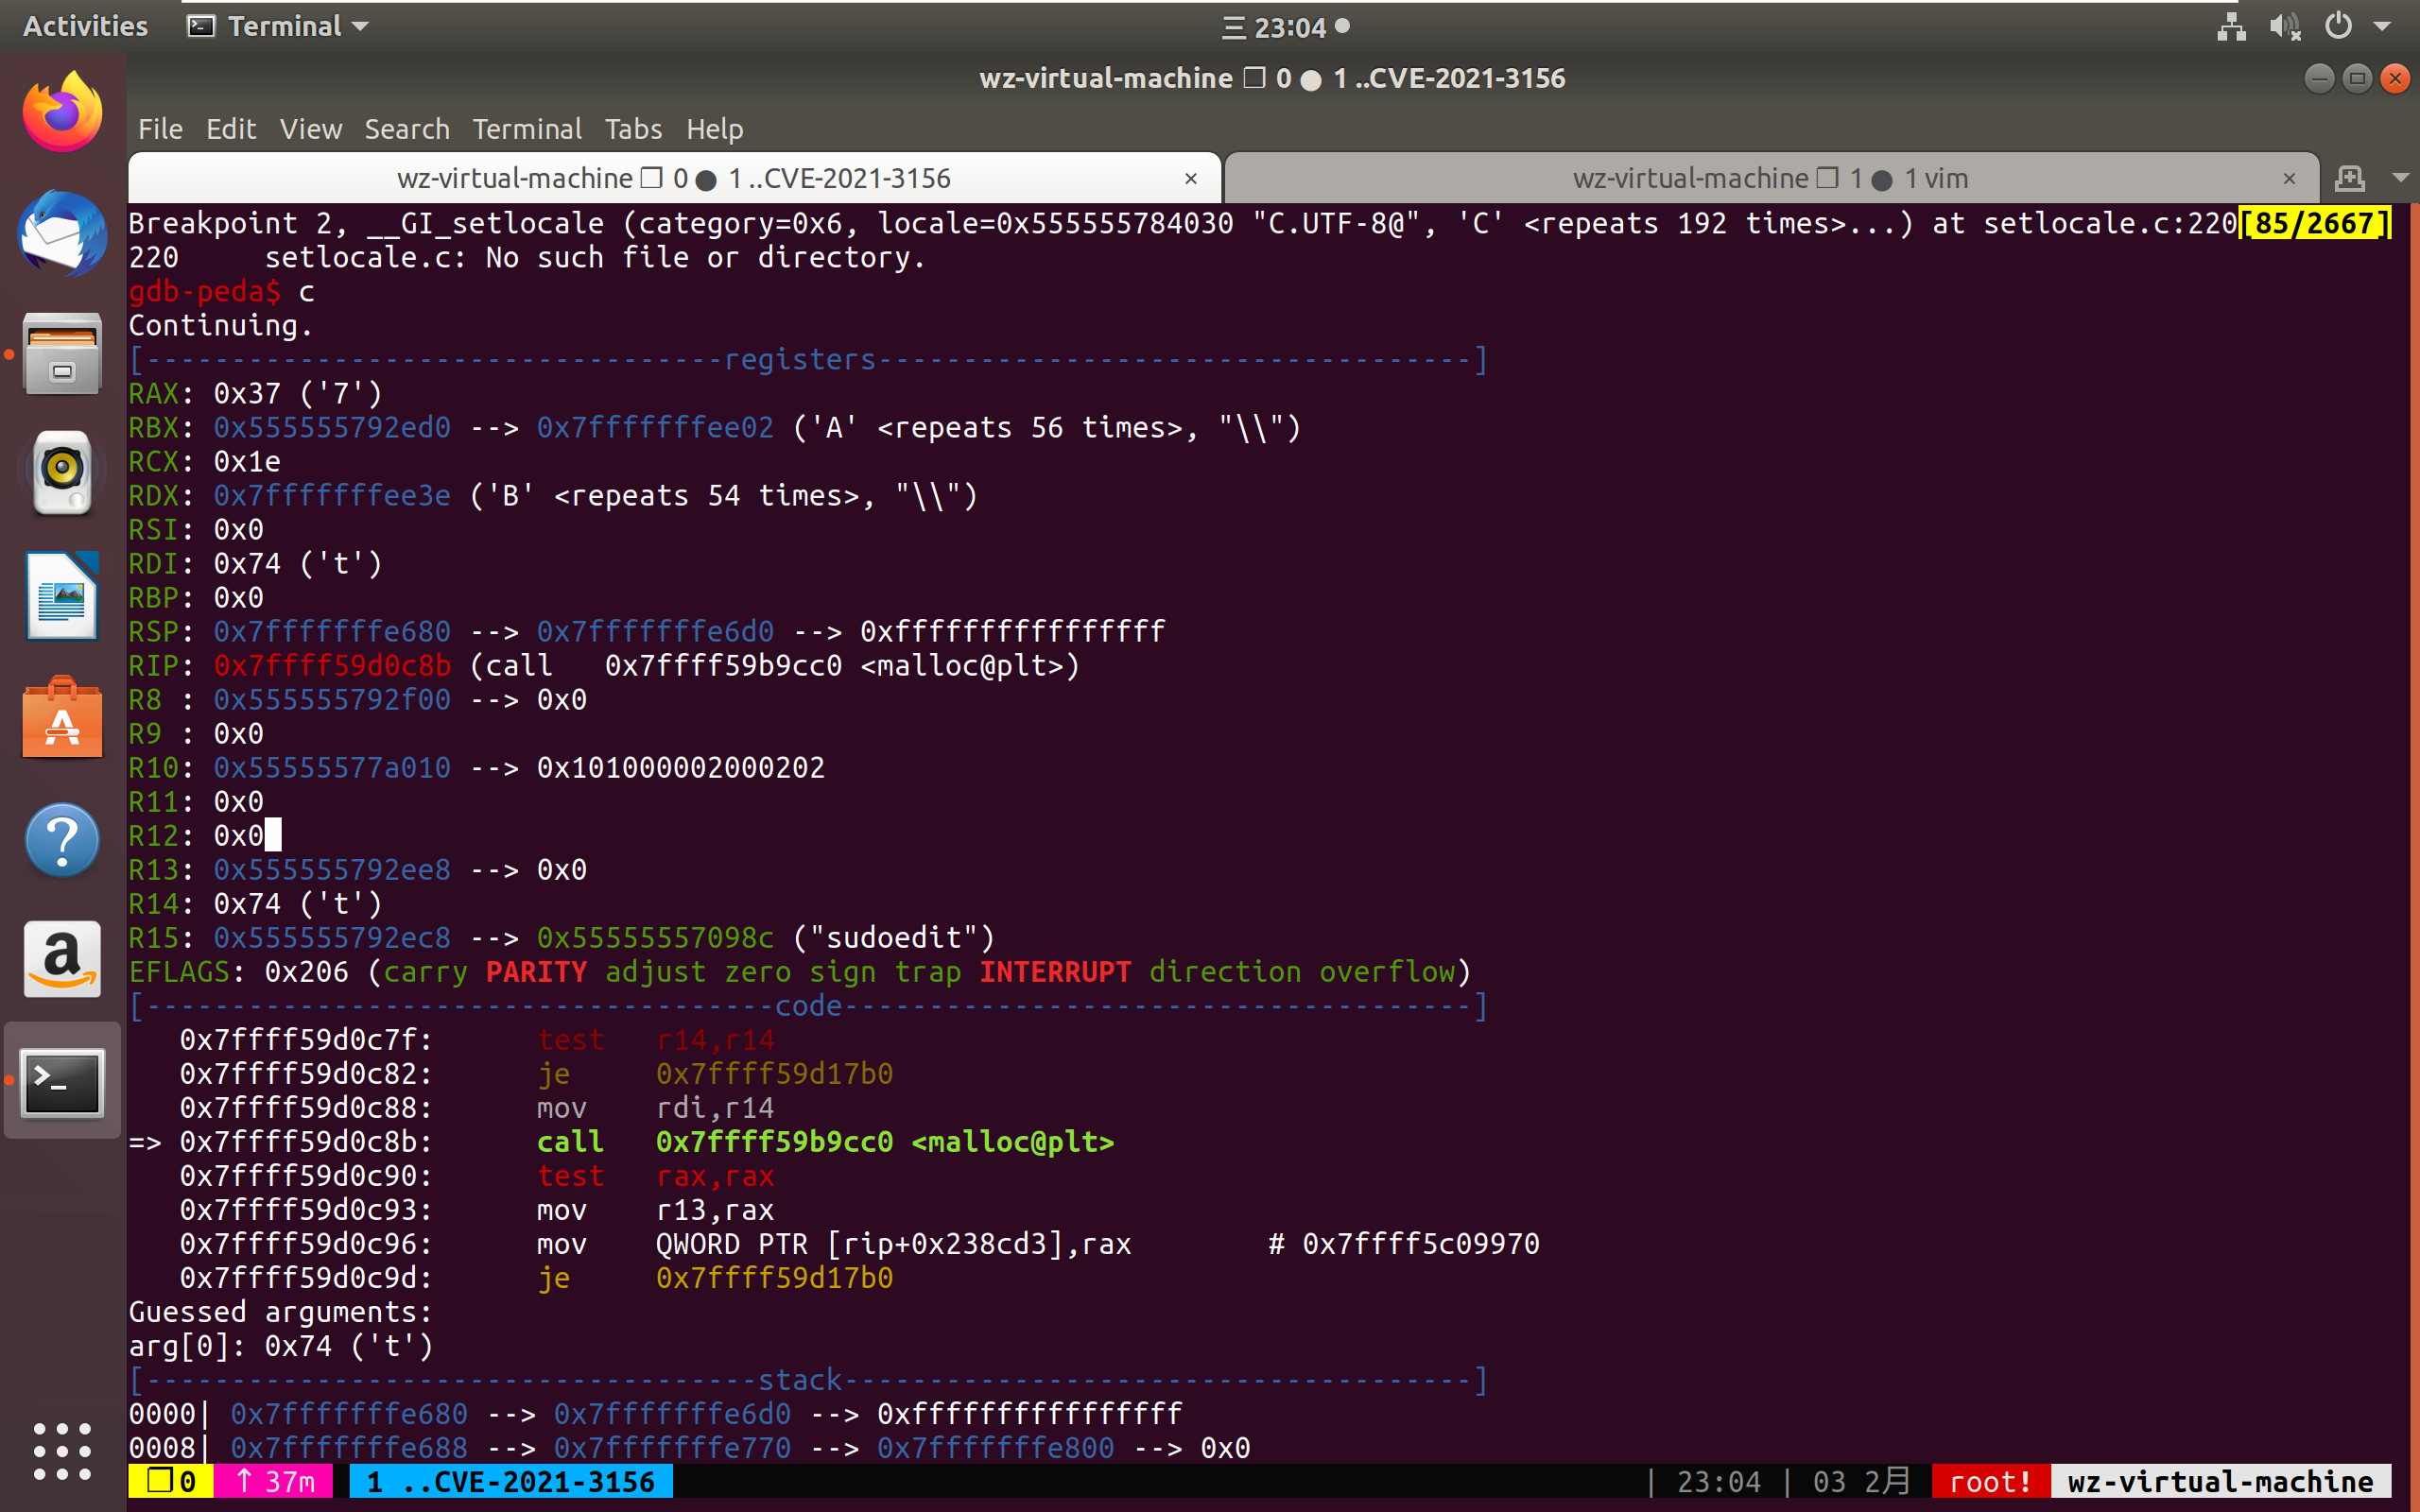 Activities Terminal 三 23:04
wz-virtual-machine ❐ 0 ● 1 ..CVE-2021-3156
File Edit View Search Terminal Tabs Help
wz-virtual-machine ❐ 0 ● 1 ..CVE-2021-3156 × wz-virtual-machine ❐ 1 ● 1 vim ×
Breakpoint 2, __GI_setlocale (category=0x6, locale=0x555555784030 "C.UTF-8@", 'C' <repeats 192 times>...) at setlocale.c:220[85/2667]
220     setlocale.c: No such file or directory.
gdb-peda$ c
Continuing.
[----------------------------------registers-----------------------------------]
RAX: 0x37 ('7')
RBX: 0x555555792ed0 --> 0x7fffffffee02 ('A' <repeats 56 times>, "\\")
RCX: 0x1e
RDX: 0x7fffffffee3e ('B' <repeats 54 times>, "\\")
RSI: 0x0
RDI: 0x74 ('t')
RBP: 0x0
RSP: 0x7fffffffe680 --> 0x7fffffffe6d0 --> 0xffffffffffffffff
RIP: 0x7ffff59d0c8b (call   0x7ffff59b9cc0 <malloc@plt>)
R8 : 0x555555792f00 --> 0x0
R9 : 0x0
R10: 0x55555577a010 --> 0x101000002000202
R11: 0x0
R12: 0x0
R13: 0x555555792ee8 --> 0x0
R14: 0x74 ('t')
R15: 0x555555792ec8 --> 0x55555557098c ("sudoedit")
EFLAGS: 0x206 (carry PARITY adjust zero sign trap INTERRUPT direction overflow)
[-------------------------------------code-------------------------------------]
   0x7ffff59d0c7f:      test   r14,r14
   0x7ffff59d0c82:      je     0x7ffff59d17b0
   0x7ffff59d0c88:      mov    rdi,r14
=> 0x7ffff59d0c8b:      call   0x7ffff59b9cc0 <malloc@plt>
   0x7ffff59d0c90:      test   rax,rax
   0x7ffff59d0c93:      mov    r13,rax
   0x7ffff59d0c96:      mov    QWORD PTR [rip+0x238cd3],rax        # 0x7ffff5c09970
   0x7ffff59d0c9d:      je     0x7ffff59d17b0
Guessed arguments:
arg[0]: 0x74 ('t')
[------------------------------------stack-------------------------------------]
0000| 0x7fffffffe680 --> 0x7fffffffe6d0 --> 0xffffffffffffffff
0008| 0x7fffffffe688 --> 0x7fffffffe770 --> 0x7fffffffe800 --> 0x0
❐ 0 ↑ 37m 1 ..CVE-2021-3156 | 23:04 | 03 2月 root! wz-virtual-machine